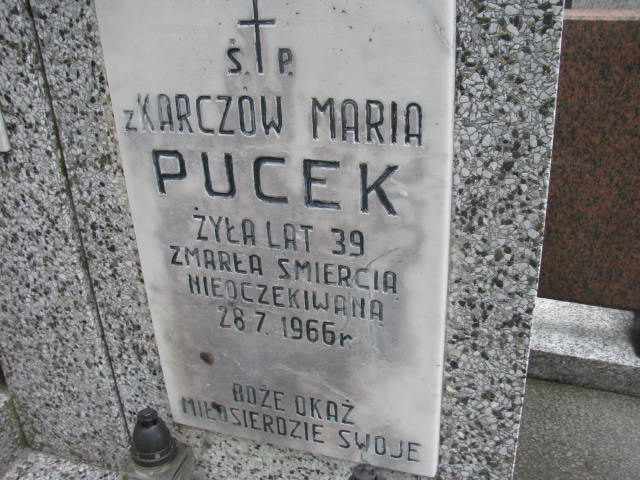 Ś. P.
z KARCZÓW MARIA
PUCEK
ŻYŁA LAT 39
ZMARŁA ŚMIERCIĄ
NIEOCZEKIWANĄ
28.7.1966r
BOŻE OKAŻ
MIŁOSIERDZIE SWOJE